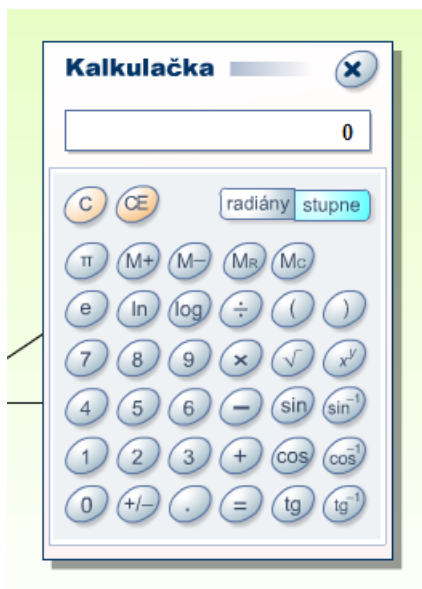 Kalkulačka ×
0
C CE radiány stupne
π M+ M− MR MC
e ln log ÷ ( )
7 8 9 × √ xʸ
4 5 6 − sin sin⁻¹
1 2 3 + cos cos⁻¹
0 +/− . = tg tg⁻¹